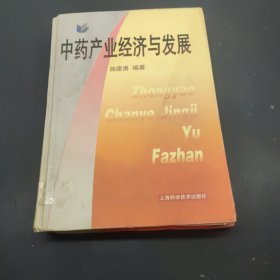 中药产业经济与发展
施建勇 编著
Zhongyao
Chanye Jingji
Yu
Fazhan
上海科学技术出版社